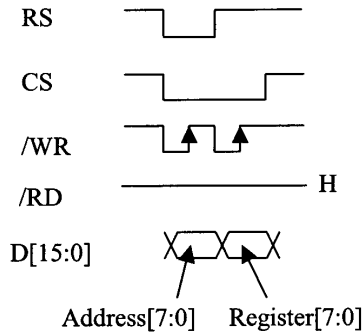 RS
CS
/WR
/RD
H
D[15:0]
Address[7:0] Register[7:0]